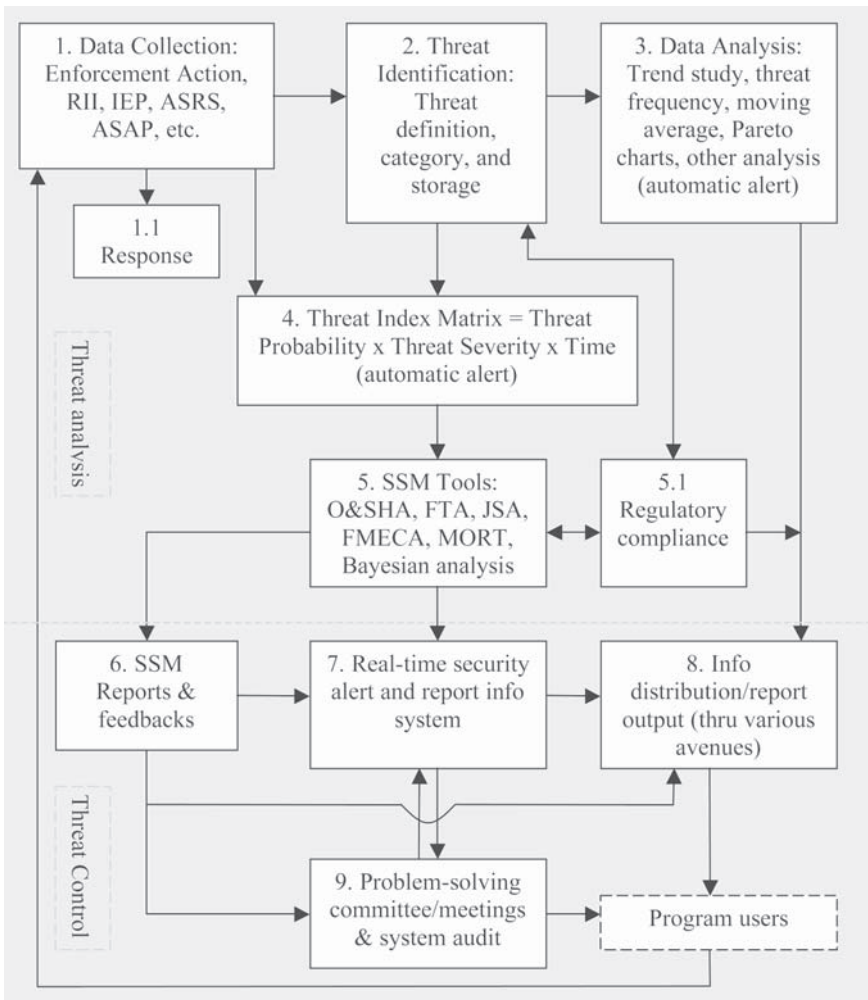 1. Data Collection:
Enforcement Action,
RII, IEP, ASRS,
ASAP, etc.
2. Threat
Identification:
Threat
definition,
category, and
storage
3. Data Analysis:
Trend study, threat
frequency, moving
average, Pareto
charts, other analysis
(automatic alert)
1.1
Response
4. Threat Index Matrix = Threat
Probability x Threat Severity x Time
(automatic alert)
Threat analysis
5. SSM Tools:
O&SHA, FTA, JSA,
FMECA, MORT,
Bayesian analysis
5.1
Regulatory
compliance
6. SSM
Reports &
feedbacks
7. Real-time security
alert and report info
system
8. Info
distribution/report
output (thru various
avenues)
Threat Control
9. Problem-solving
committee/meetings
& system audit
Program users